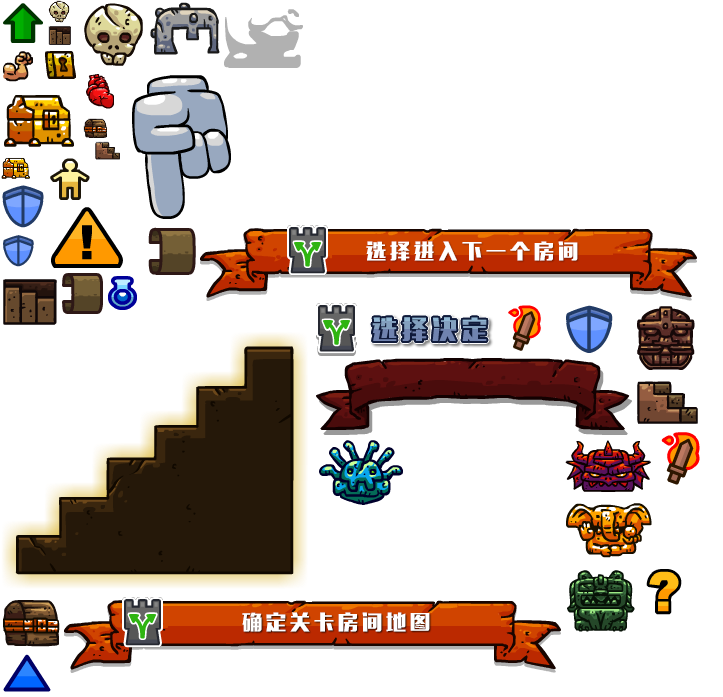 选择进入下一个房间
选择决定
确定关卡房间地图